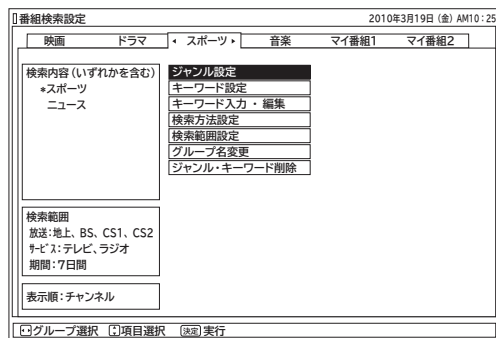 番組検索設定 2010年3月19日（金）AM10：25
映画 ドラマ スポーツ 音楽 マイ番組1 マイ番組2
検索内容（いずれかを含む）
*スポーツ
ニュース
ジャンル設定
キーワード設定
キーワード入力 ・ 編集
検索方法設定
検索範囲設定
グループ名変更
ジャンル・キーワード削除
検索範囲
放送：地上、BS、CS1、CS2
ｻｰﾋﾞｽ：テレビ、ラジオ
期間：7日間
表示順：チャンネル
グループ選択 項目選択 決定 実行